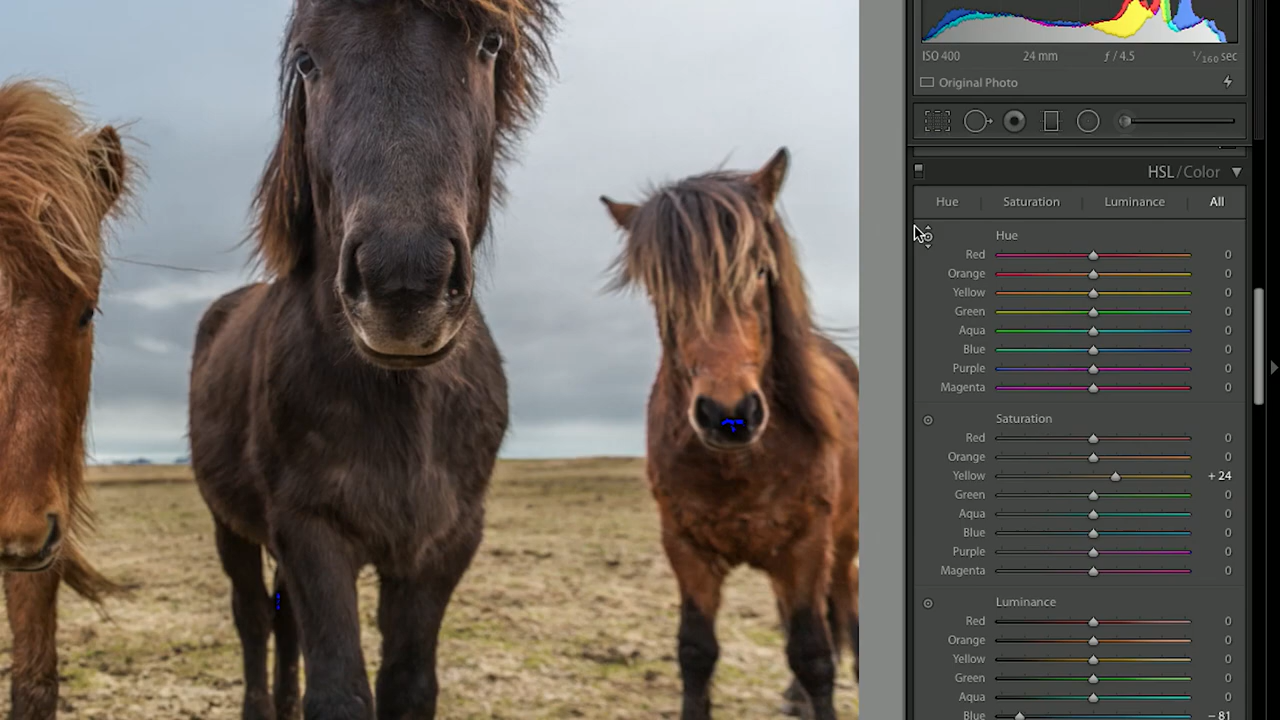 ISO 400 24 mm ƒ / 4.5 1/160 sec
Original Photo
HSL / Color
Hue Saturation Luminance All
Hue
Red 0
Orange 0
Yellow 0
Green 0
Aqua 0
Blue 0
Purple 0
Magenta 0
Saturation
Red 0
Orange 0
Yellow + 24
Green 0
Aqua 0
Blue 0
Purple 0
Magenta 0
Luminance
Red 0
Orange 0
Yellow 0
Green 0
Aqua 0
Blue – 81